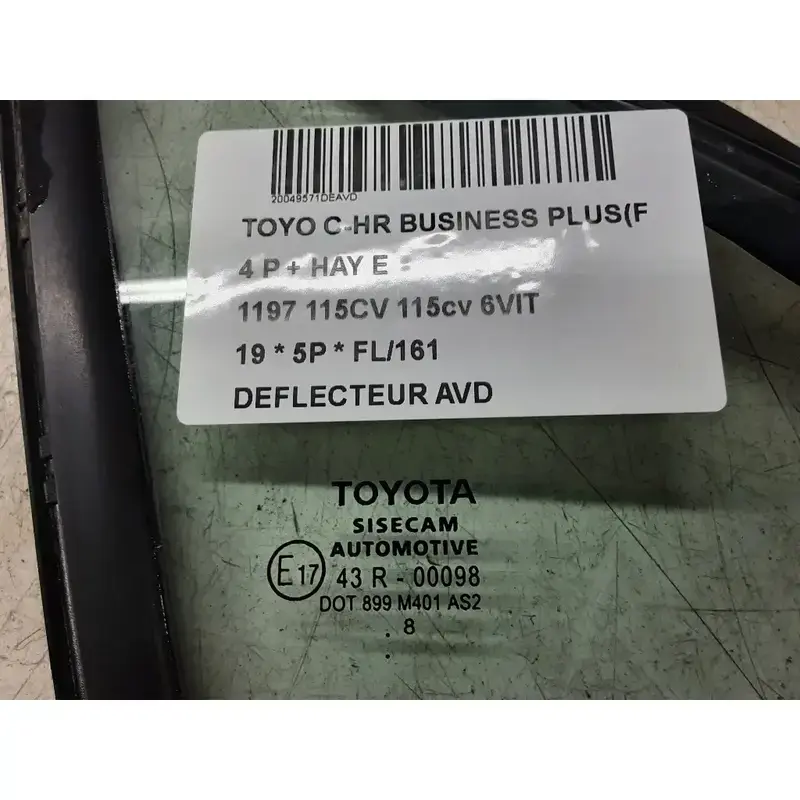 20049571DEAVD
TOYO C-HR BUSINESS PLUS(F
4 P + HAY E :
1197 115CV 115cv 6VIT
19 * 5P * FL/161
DEFLECTEUR AVD
TOYOTA
SISECAM
AUTOMOTIVE
E17 43 R - 00098
DOT 899 M401 AS2
. 8
.